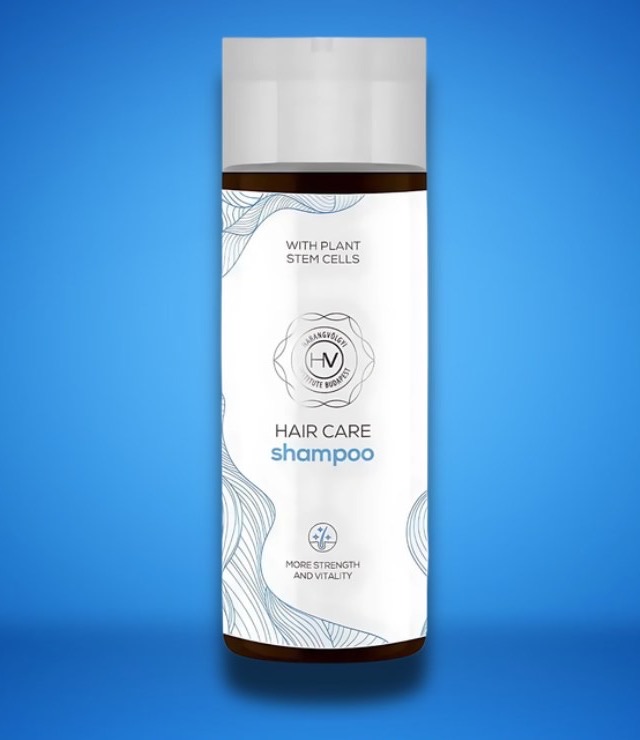 WITH PLANT
STEM CELLS
HARANGVÖLGYI
HV
INSTITUTE BUDAPEST
HAIR CARE
shampoo
MORE STRENGTH
AND VITALITY